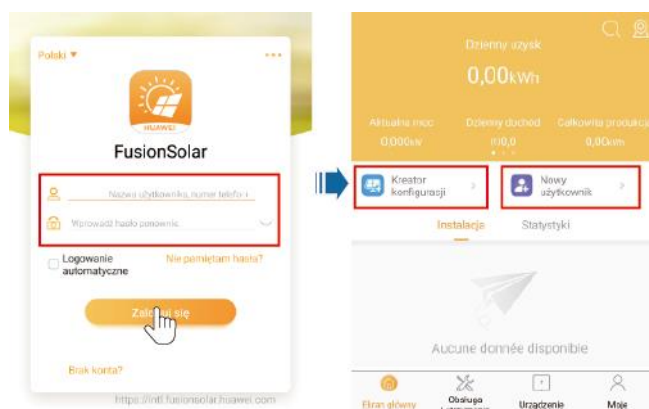 Polski
HUAWEI
FusionSolar
Nazwa użytkownika, numer telefo
Wprowadź hasło ponownie.
Logowanie
automatyczne
Nie pamiętam hasła?
Zaloguj się
Brak konta?
https://intl.fusionsolar.huawei.com
Dzienny uzysk
0,00kWh
Aktualna moc
Dzienny dochód
Całkowita produkcj
0,000kW
0,0
0,00kWh
Kreator
konfiguracji
Nowy
użytkownik
Instalacja
Statystyki
Aucune donnée disponible
Ekran główny
Obsługa
Urządzenie
Moje